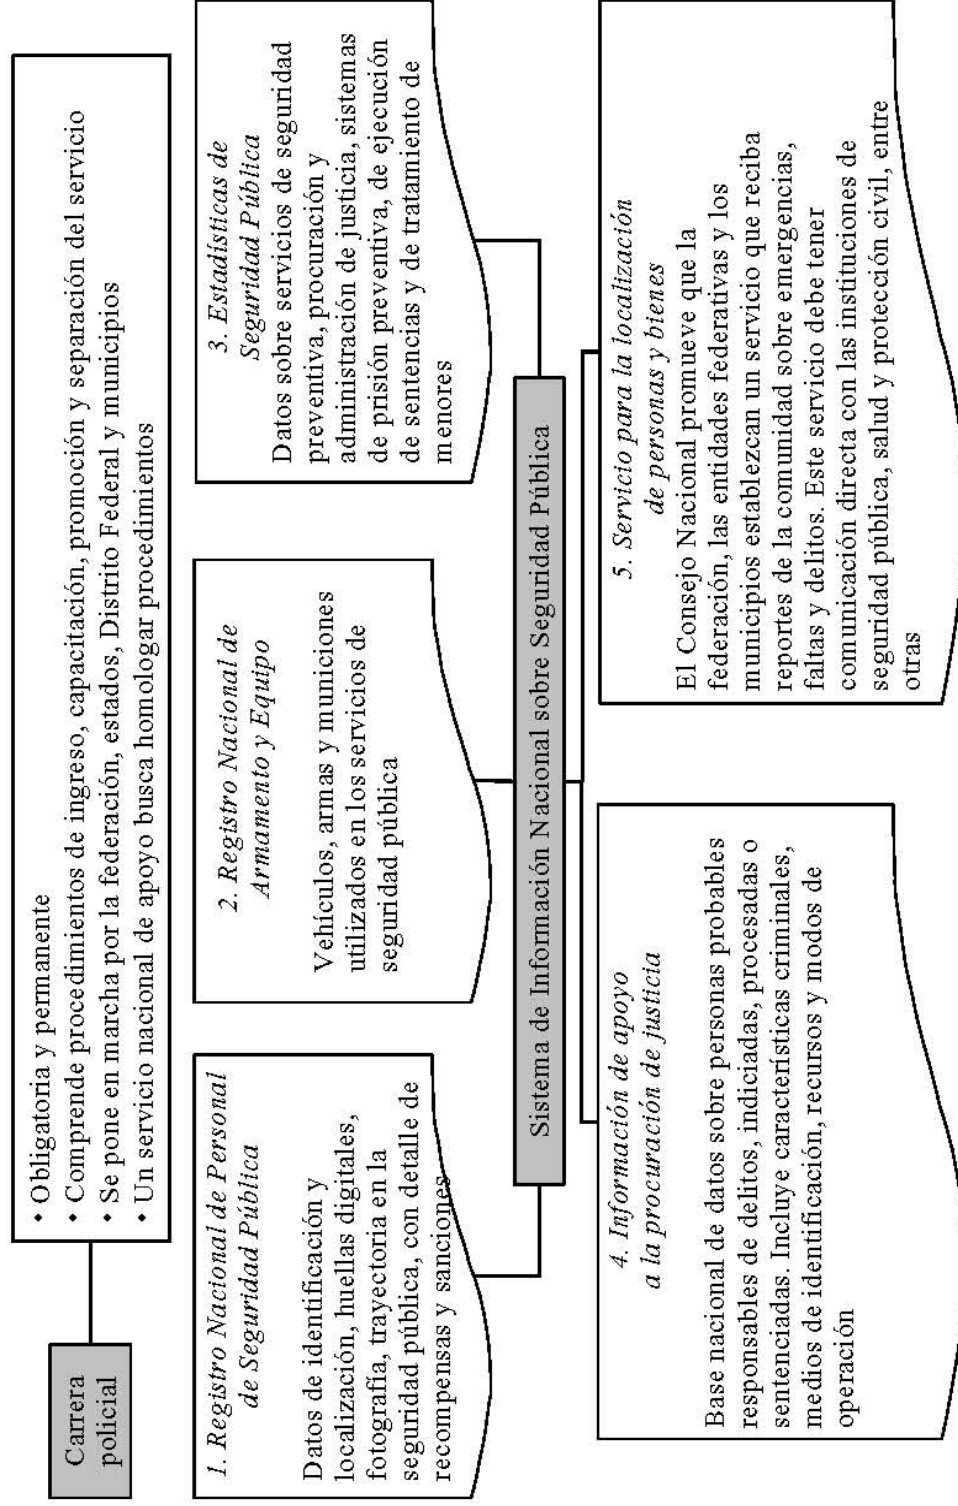 Carrera
policial
• Obligatoria y permanente
• Comprende procedimientos de ingreso, capacitación, promoción y separación del servicio
• Se pone en marcha por la federación, estados, Distrito Federal y municipios
• Un servicio nacional de apoyo busca homologar procedimientos
1. Registro Nacional de Personal
de Seguridad Pública
Datos de identificación y
localización, huellas digitales,
fotografía, trayectoria en la
seguridad pública, con detalle de
recompensas y sanciones
2. Registro Nacional de
Armamento y Equipo
Vehículos, armas y municiones
utilizados en los servicios de
seguridad pública
3. Estadísticas de
Seguridad Pública
Datos sobre servicios de seguridad
preventiva, procuración y
administración de justicia, sistemas
de prisión preventiva, de ejecución
de sentencias y de tratamiento de
menores
Sistema de Información Nacional sobre Seguridad Pública
4. Información de apoyo
a la procuración de justicia
Base nacional de datos sobre personas probables
responsables de delitos, indiciadas, procesadas o
sentenciadas. Incluye características criminales,
medios de identificación, recursos y modos de
operación
5. Servicio para la localización
de personas y bienes
El Consejo Nacional promueve que la
federación, las entidades federativas y los
municipios establezcan un servicio que reciba
reportes de la comunidad sobre emergencias,
faltas y delitos. Este servicio debe tener
comunicación directa con las instituciones de
seguridad pública, salud y protección civil, entre
otras